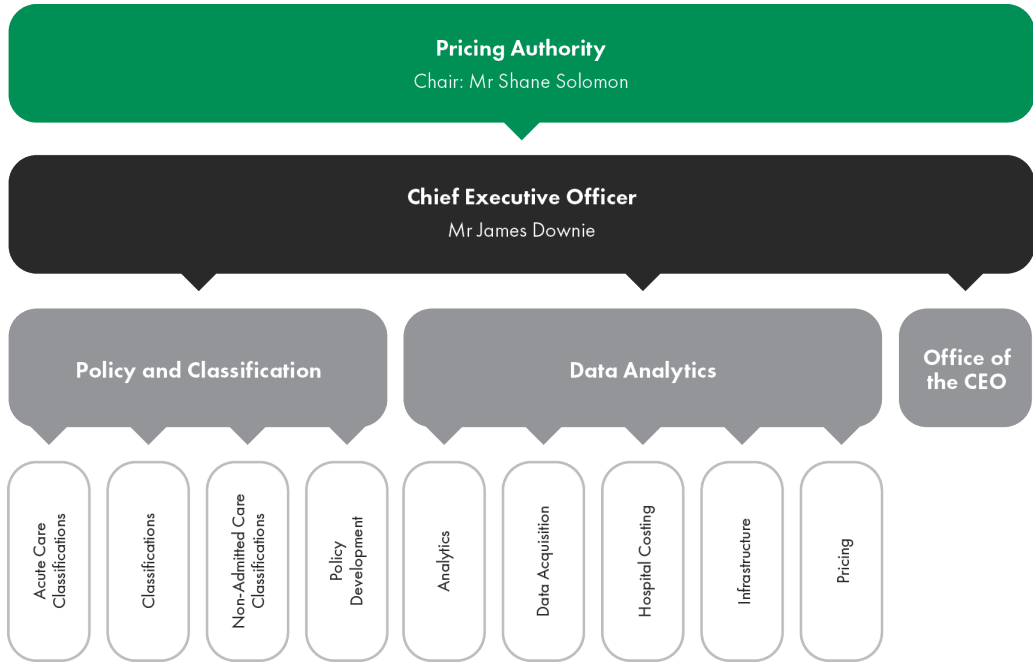 Pricing Authority
Chair: Mr Shane Solomon
Chief Executive Officer
Mr James Downie
Policy and Classification
Data Analytics
Office of
the CEO
Acute Care
Classifications
Classifications
Non-Admitted Care
Classifications
Policy
Development
Analytics
Data Acquisition
Hospital Costing
Infrastructure
Pricing